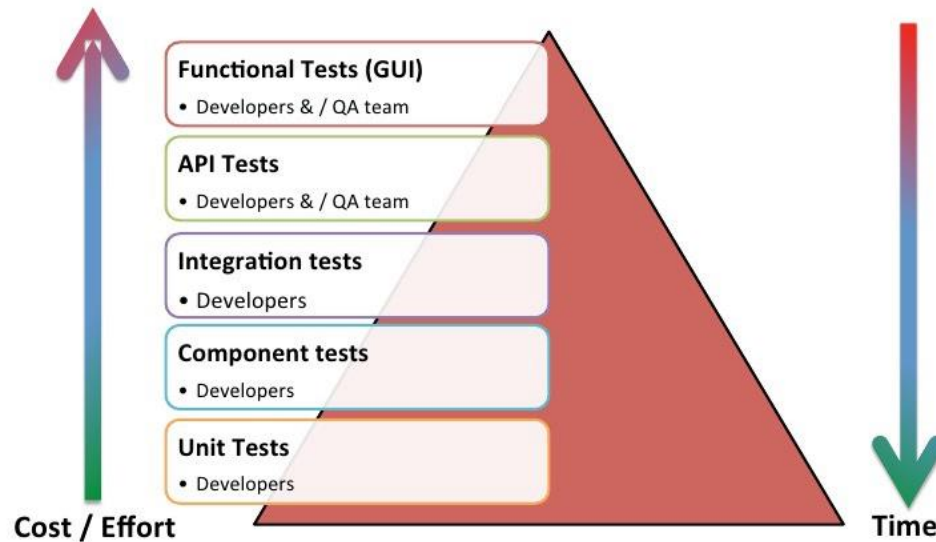 Functional Tests (GUI)
• Developers & / QA team
API Tests
• Developers & / QA team
Integration tests
• Developers
Component tests
• Developers
Unit Tests
• Developers
Cost / Effort
Time